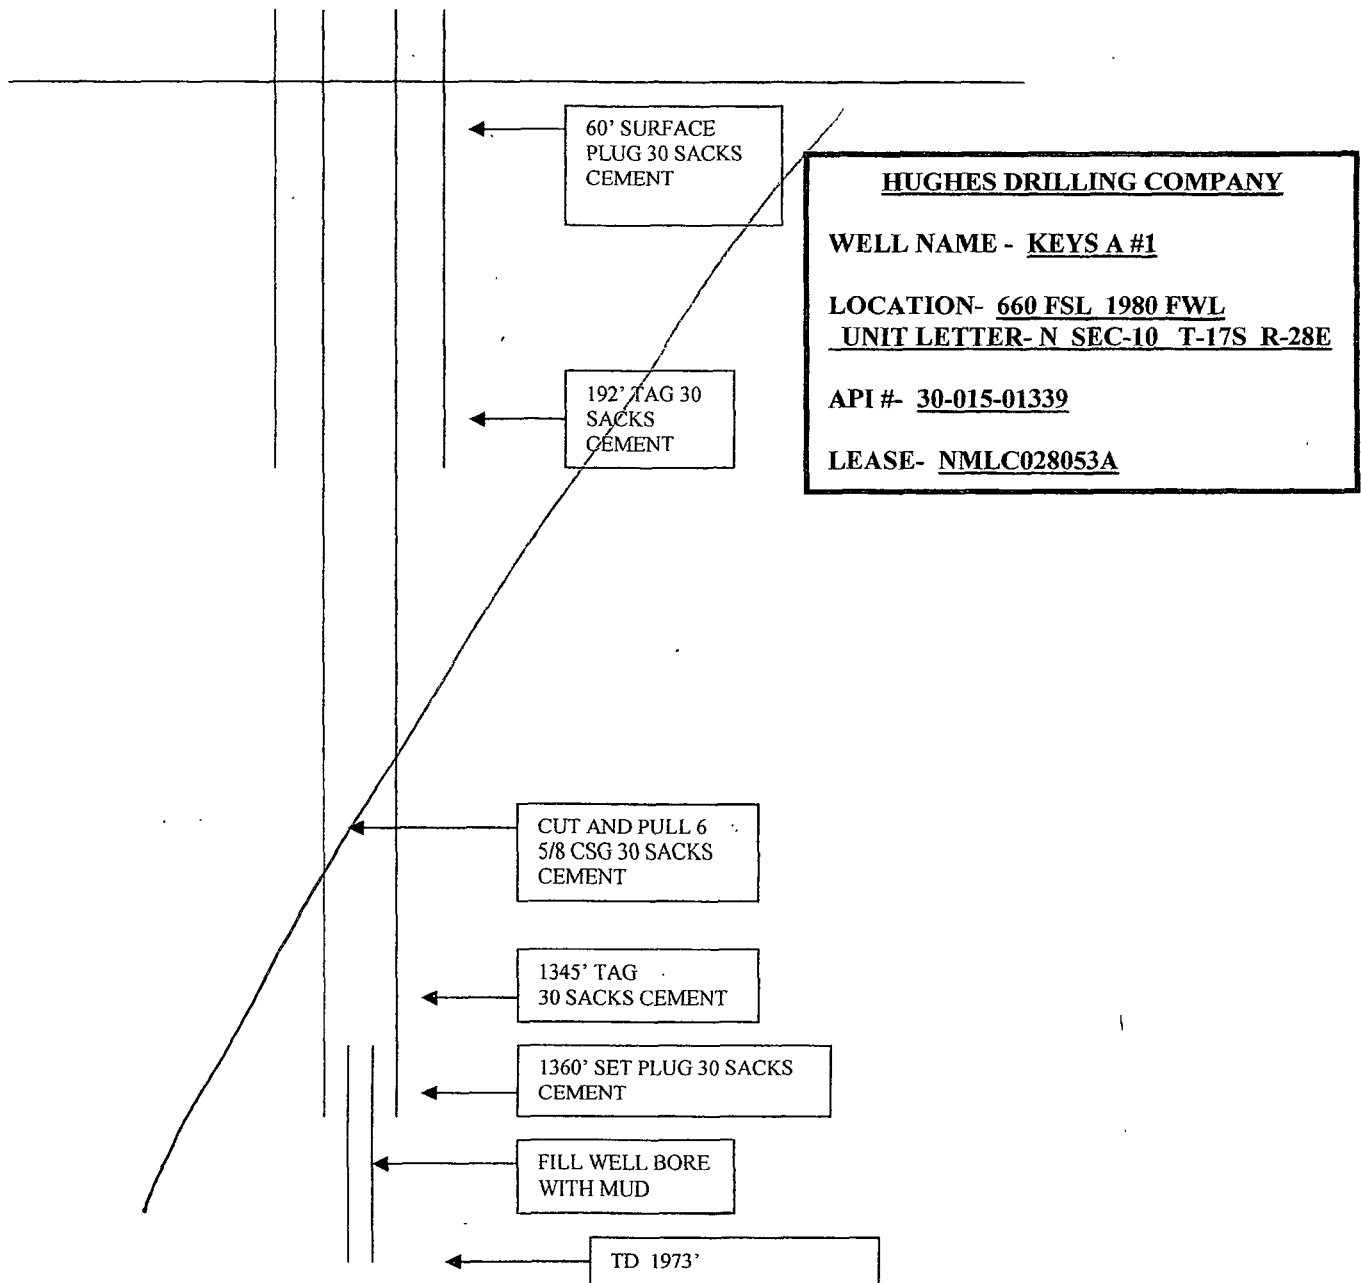 60' SURFACE
PLUG 30 SACKS
CEMENT
HUGHES DRILLING COMPANY
WELL NAME - KEYS A #1
LOCATION- 660 FSL 1980 FWL
UNIT LETTER- N SEC-10 T-17S R-28E
API #- 30-015-01339
LEASE- NMLC028053A
192' TAG 30
SACKS
CEMENT
CUT AND PULL 6
5/8 CSG 30 SACKS
CEMENT
1345' TAG
30 SACKS CEMENT
1360' SET PLUG 30 SACKS
CEMENT
FILL WELL BORE
WITH MUD
TD 1973'